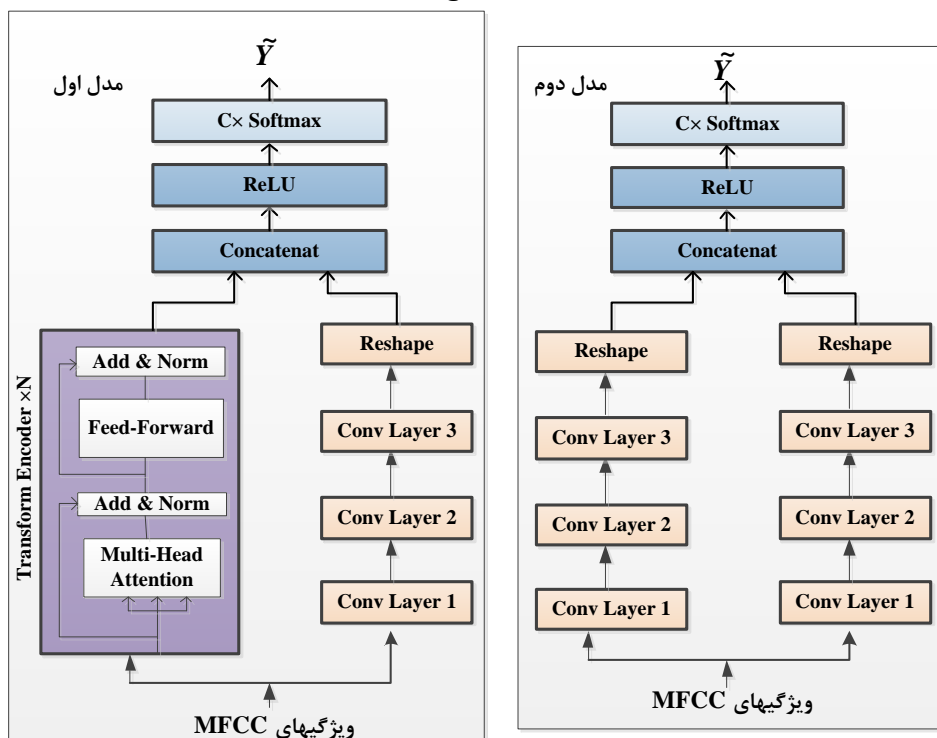 مدل اول
Ỹ
C× Softmax
ReLU
Concatenat
Transform Encoder ×N
Add & Norm
Feed-Forward
Add & Norm
Multi-Head
Attention
Reshape
Conv Layer 3
Conv Layer 2
Conv Layer 1
ویژگیهای MFCC
مدل دوم
Ỹ
C× Softmax
ReLU
Concatenat
Reshape
Conv Layer 3
Conv Layer 2
Conv Layer 1
Reshape
Conv Layer 3
Conv Layer 2
Conv Layer 1
ویژگیهای MFCC